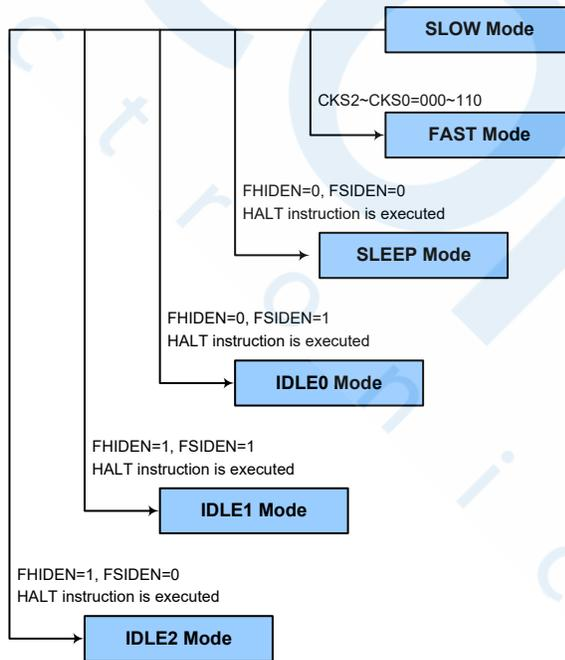 SLOW Mode
CKS2~CKS0=000~110
FAST Mode
FHIDEN=0, FSIDEN=0
HALT instruction is executed
SLEEP Mode
FHIDEN=0, FSIDEN=1
HALT instruction is executed
IDLE0 Mode
FHIDEN=1, FSIDEN=1
HALT instruction is executed
IDLE1 Mode
FHIDEN=1, FSIDEN=0
HALT instruction is executed
IDLE2 Mode